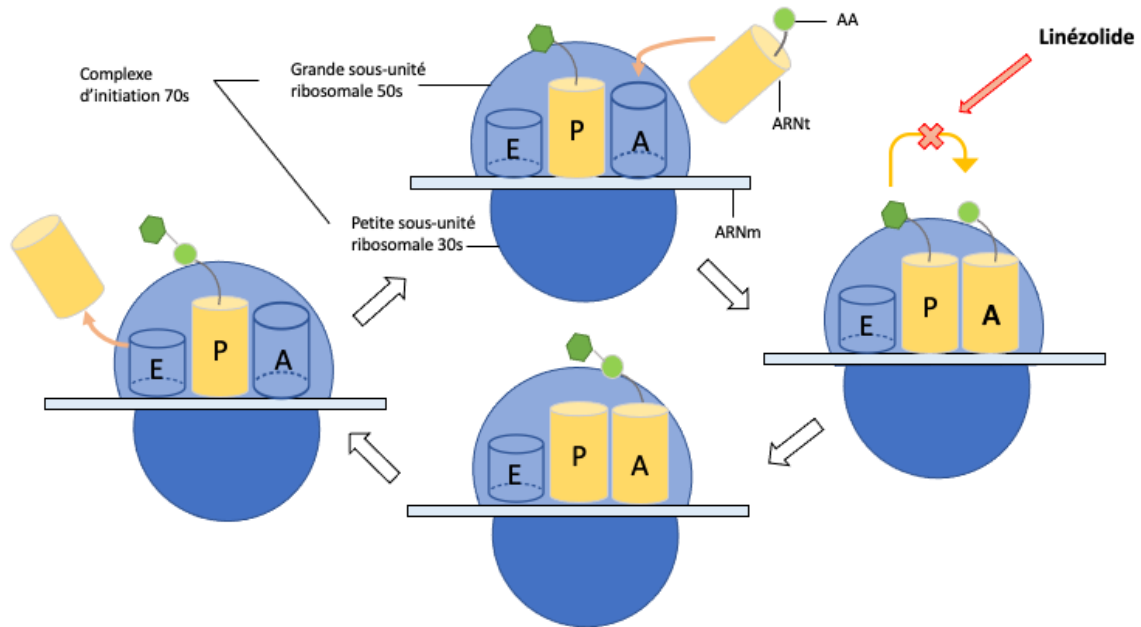 AA
Linézolide
Complexe
d'initiation 70s
Grande sous-unité
ribosomale 50s
ARNt
E
P
A
Petite sous-unité
ribosomale 30s
ARNm
E
P
A
E
P
A
E
P
A